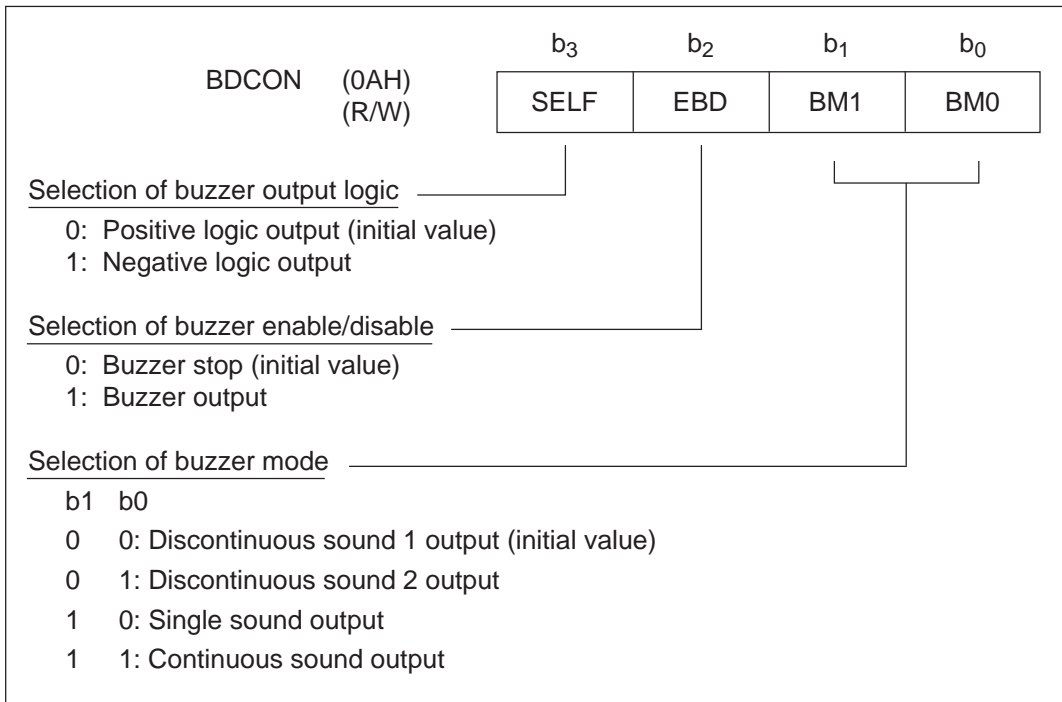 b3 b2 b1 b0
BDCON (0AH)
(R/W)
SELF EBD BM1 BM0
Selection of buzzer output logic
0: Positive logic output (initial value)
1: Negative logic output
Selection of buzzer enable/disable
0: Buzzer stop (initial value)
1: Buzzer output
Selection of buzzer mode
b1 b0
0 0: Discontinuous sound 1 output (initial value)
0 1: Discontinuous sound 2 output
1 0: Single sound output
1 1: Continuous sound output